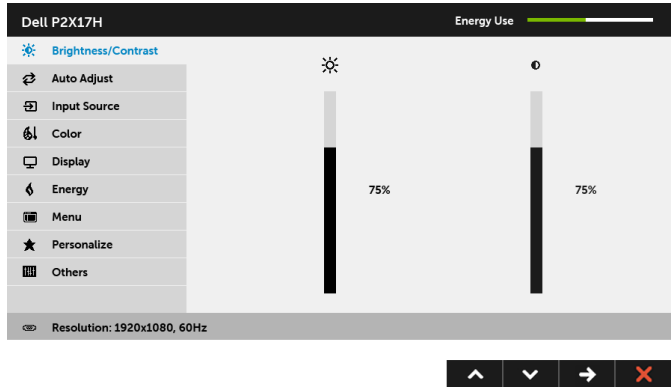 Dell P2X17H
Energy Use
Brightness/Contrast
Auto Adjust
Input Source
Color
Display
Energy
Menu
Personalize
Others
75%
75%
Resolution: 1920x1080, 60Hz